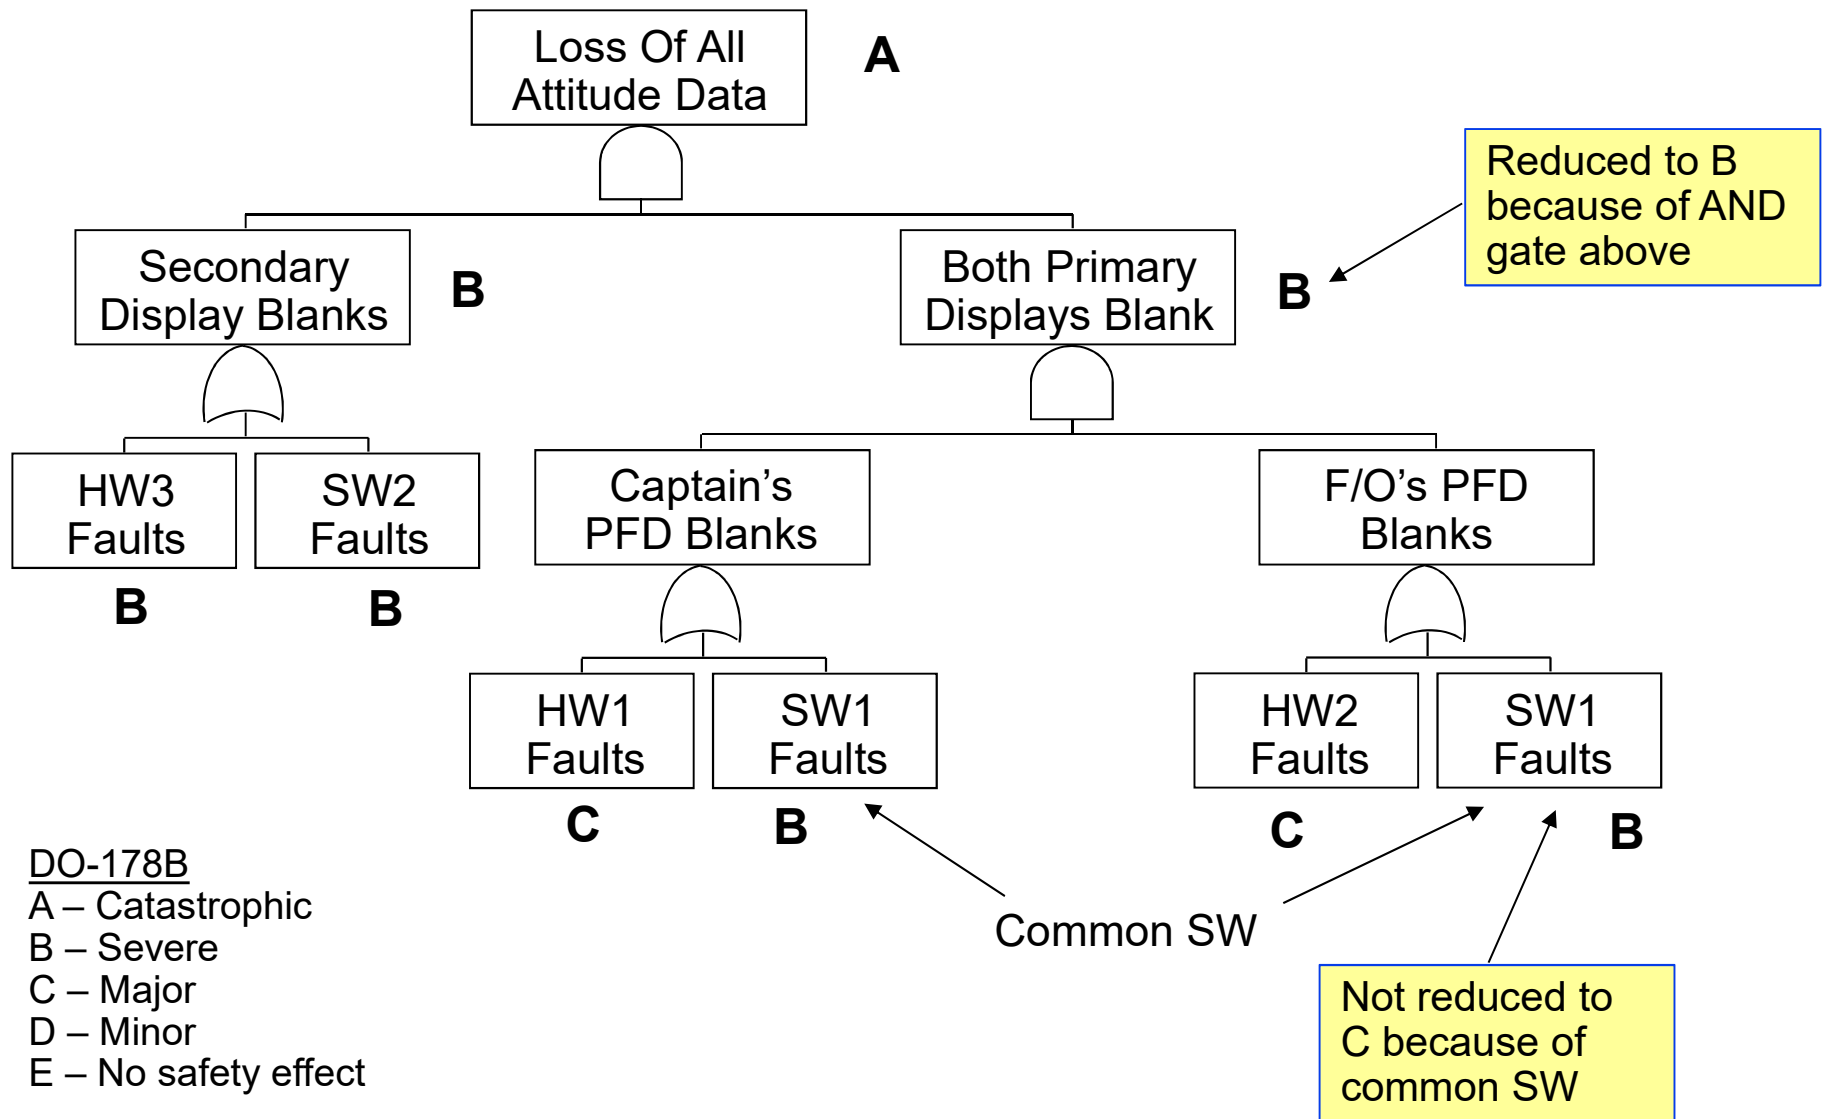 Loss Of All
Attitude Data
A
Reduced to B
because of AND
gate above
Secondary
Display Blanks
B
Both Primary
Displays Blank
B
HW3
Faults
B
SW2
Faults
B
Captain’s
PFD Blanks
F/O’s PFD
Blanks
HW1
Faults
C
SW1
Faults
B
HW2
Faults
C
SW1
Faults
B
Common SW
Not reduced to
C because of
common SW
DO-178B
A – Catastrophic
B – Severe
C – Major
D – Minor
E – No safety effect